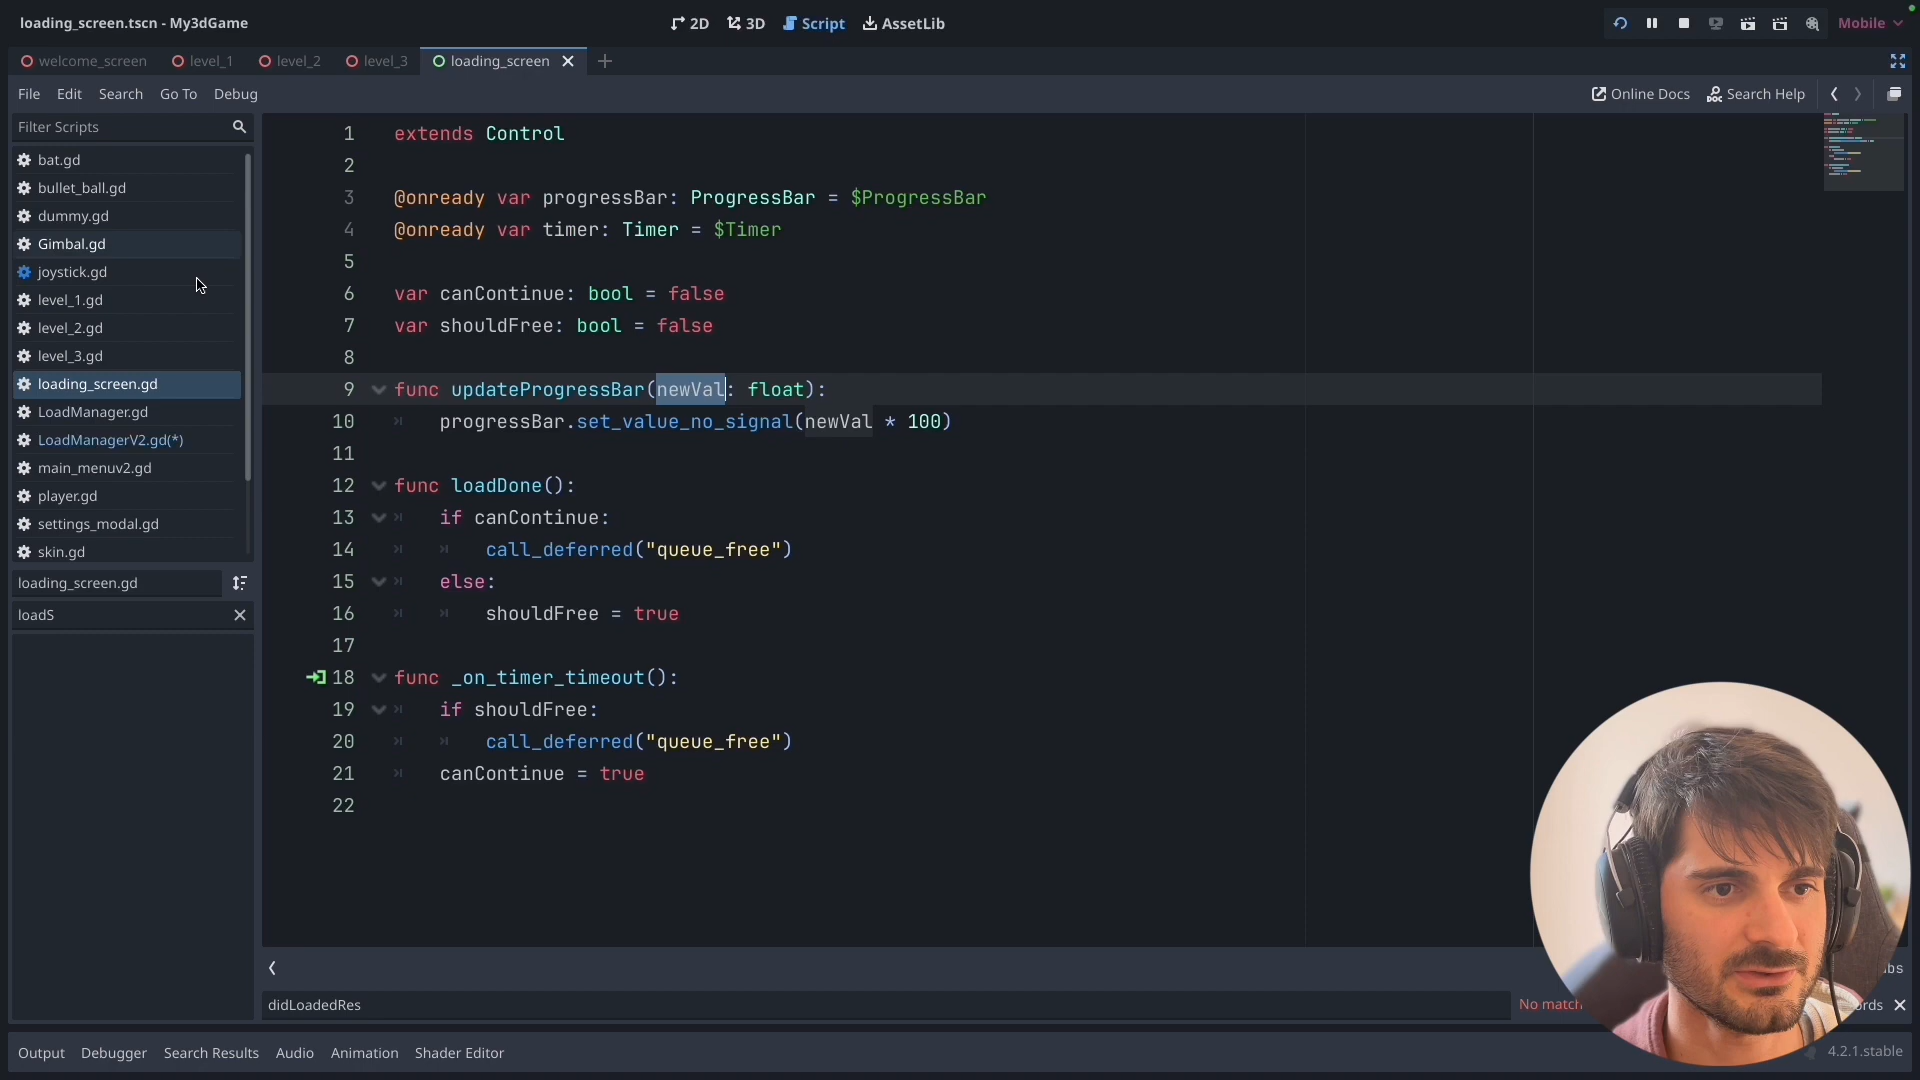 loading_screen.tscn - My3dGame
2D 3D Script AssetLib
Mobile
welcome_screen level_1 level_2 level_3 loading_screen
File Edit Search Go To Debug
Online Docs Search Help
Filter Scripts
bat.gd
bullet_ball.gd
dummy.gd
Gimbal.gd
joystick.gd
level_1.gd
level_2.gd
level_3.gd
loading_screen.gd
LoadManager.gd
LoadManagerV2.gd(*)
main_menuv2.gd
player.gd
settings_modal.gd
skin.gd
loading_screen.gd
loadS
1 extends Control
2
3 @onready var progressBar: ProgressBar = $ProgressBar
4 @onready var timer: Timer = $Timer
5
6 var canContinue: bool = false
7 var shouldFree: bool = false
8
9 func updateProgressBar(newVal: float):
10 progressBar.set_value_no_signal(newVal * 100)
11
12 func loadDone():
13 if canContinue:
14 call_deferred("queue_free")
15 else:
16 shouldFree = true
17
18 func _on_timer_timeout():
19 if shouldFree:
20 call_deferred("queue_free")
21 canContinue = true
22
didLoadedRes
No match
Output Debugger Search Results Audio Animation Shader Editor
4.2.1.stable